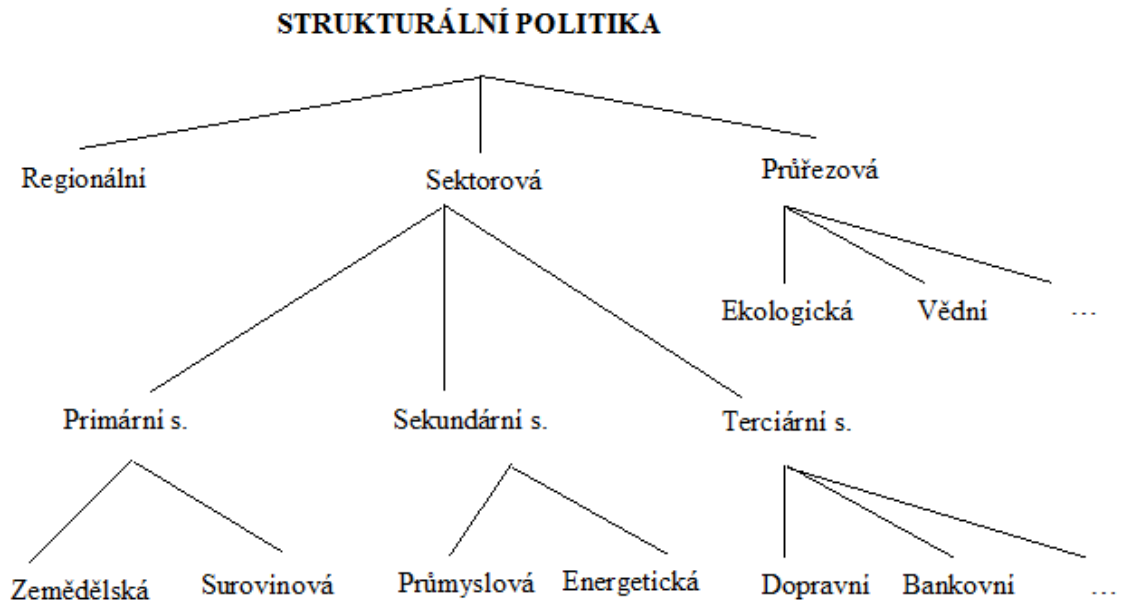 STRUKTURÁLNÍ POLITIKA
Regionální Sektorová Průřezová
Ekologická Vědní ...
Primární s. Sekundární s. Terciární s.
Zemědělská Surovinová Průmyslová Energetická Dopravní Bankovní ...